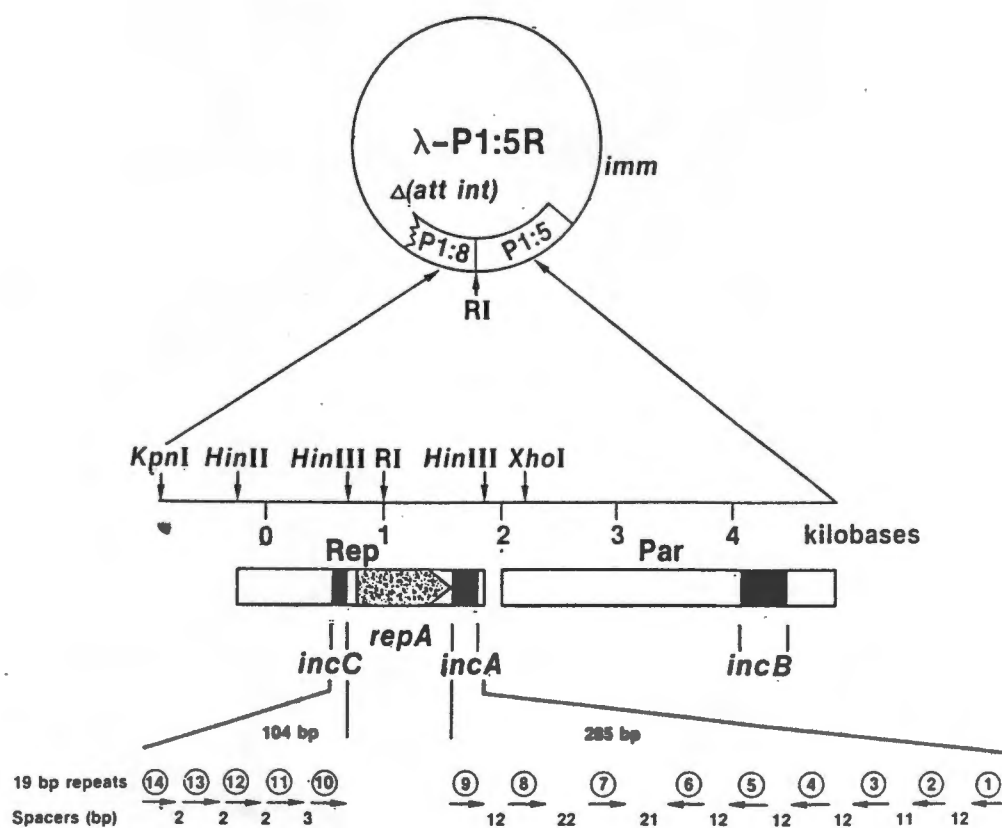 λ-P1:5R
imm
Δ(att int)
P1:8 P1:5
RI
KpnI HinII HinIII RI HinIII XhoI
0 1 2 3 4 kilobases
Rep Par
repA
incC incA incB
104 bp 285 bp
19 bp repeats 14 13 12 11 10 9 8 7 6 5 4 3 2 1
Spacers (bp) 2 2 2 3 12 22 21 12 12 12 11 12